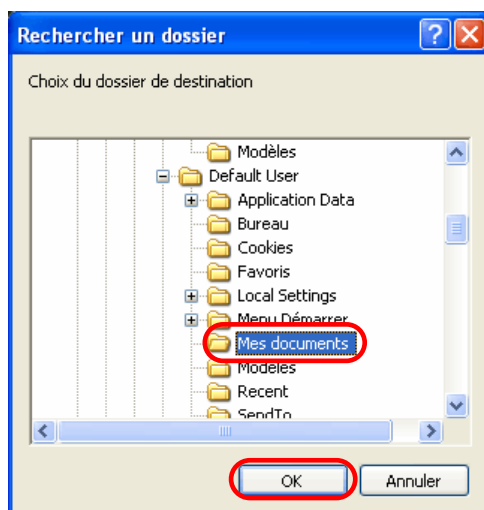 Rechercher un dossier
Choix du dossier de destination
Modèles
Default User
Application Data
Bureau
Cookies
Favoris
Local Settings
Menu Démarrer
Mes documents
Modèles
Recent
SendTo
OK Annuler